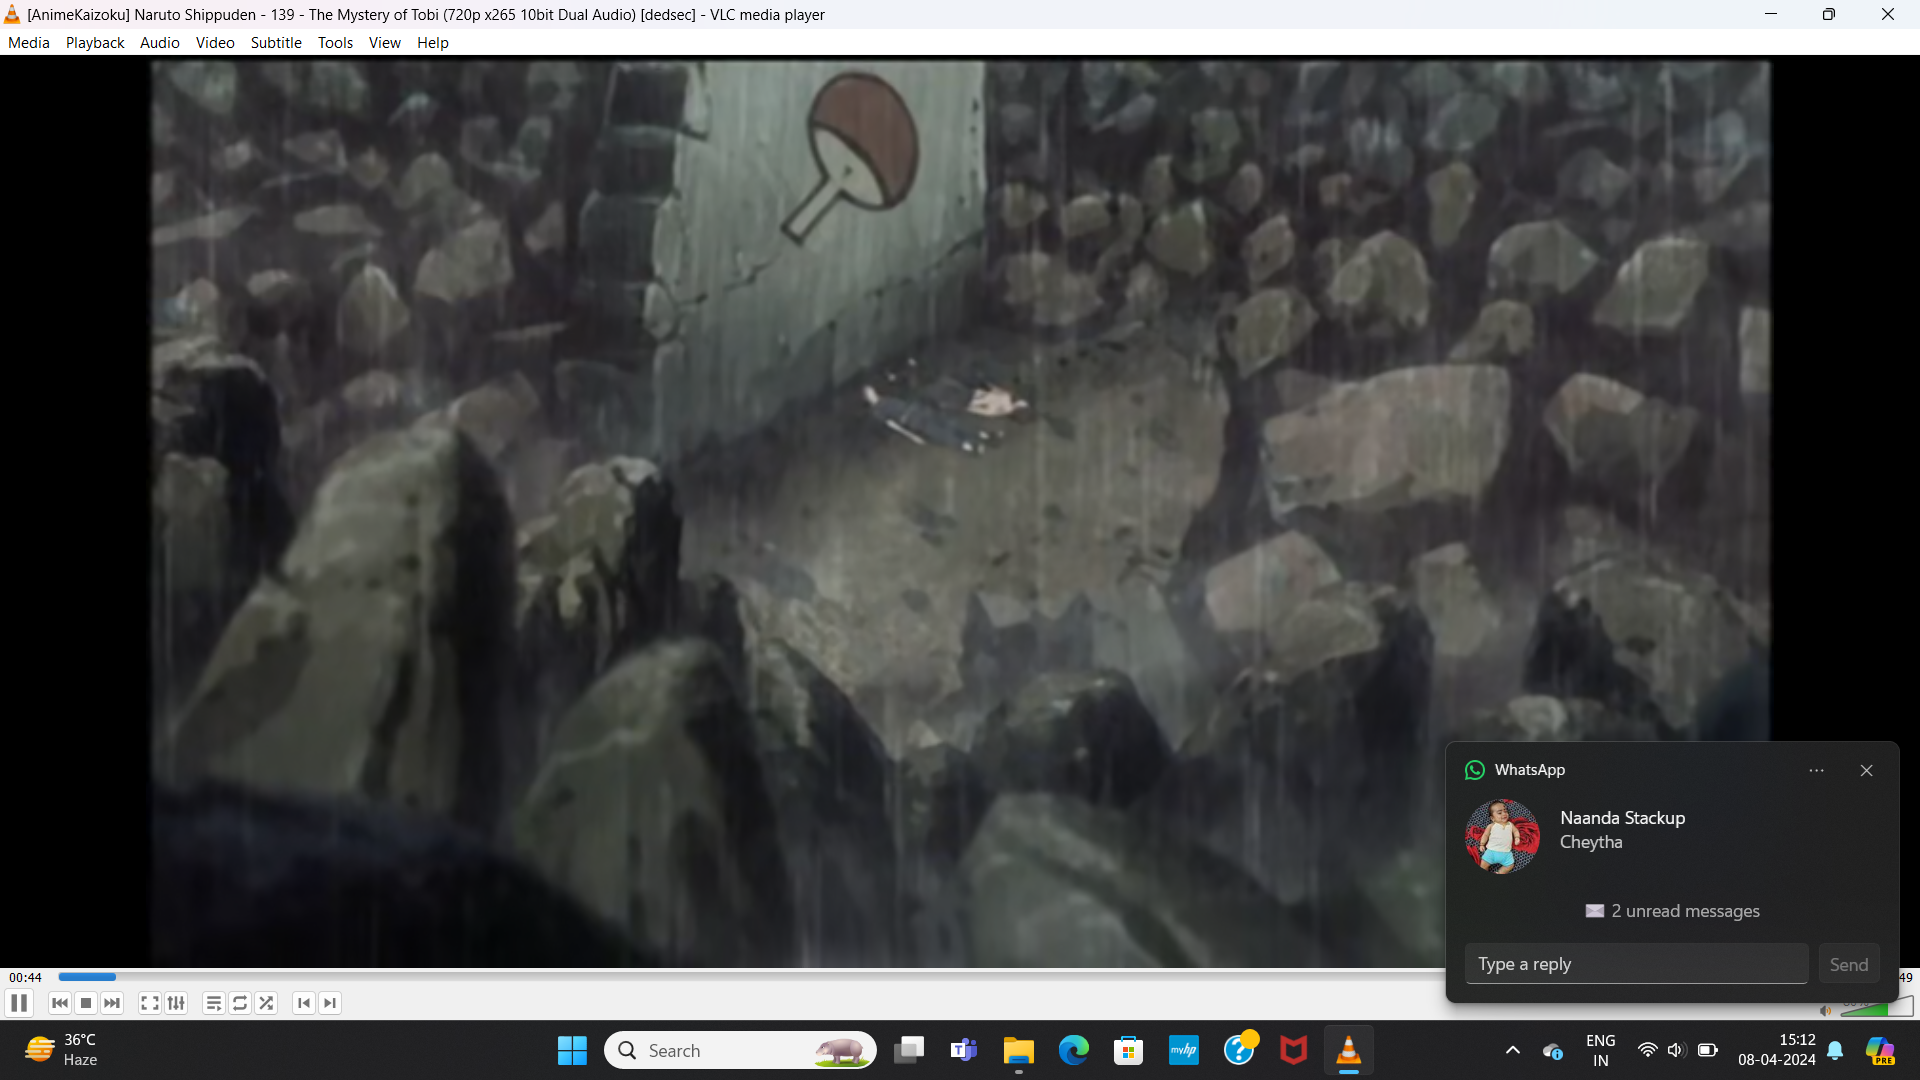 [AnimeKaizoku] Naruto Shippuden - 139 - The Mystery of Tobi (720p x265 10bit Dual Audio) [dedsec] - VLC media player
Media Playback Audio Video Subtitle Tools View Help
WhatsApp
Naanda Stackup
Cheytha
2 unread messages
Type a reply
Send
00:44
49
36°C
Haze
Search
myhp
ENG
IN
15:12
08-04-2024
PRE